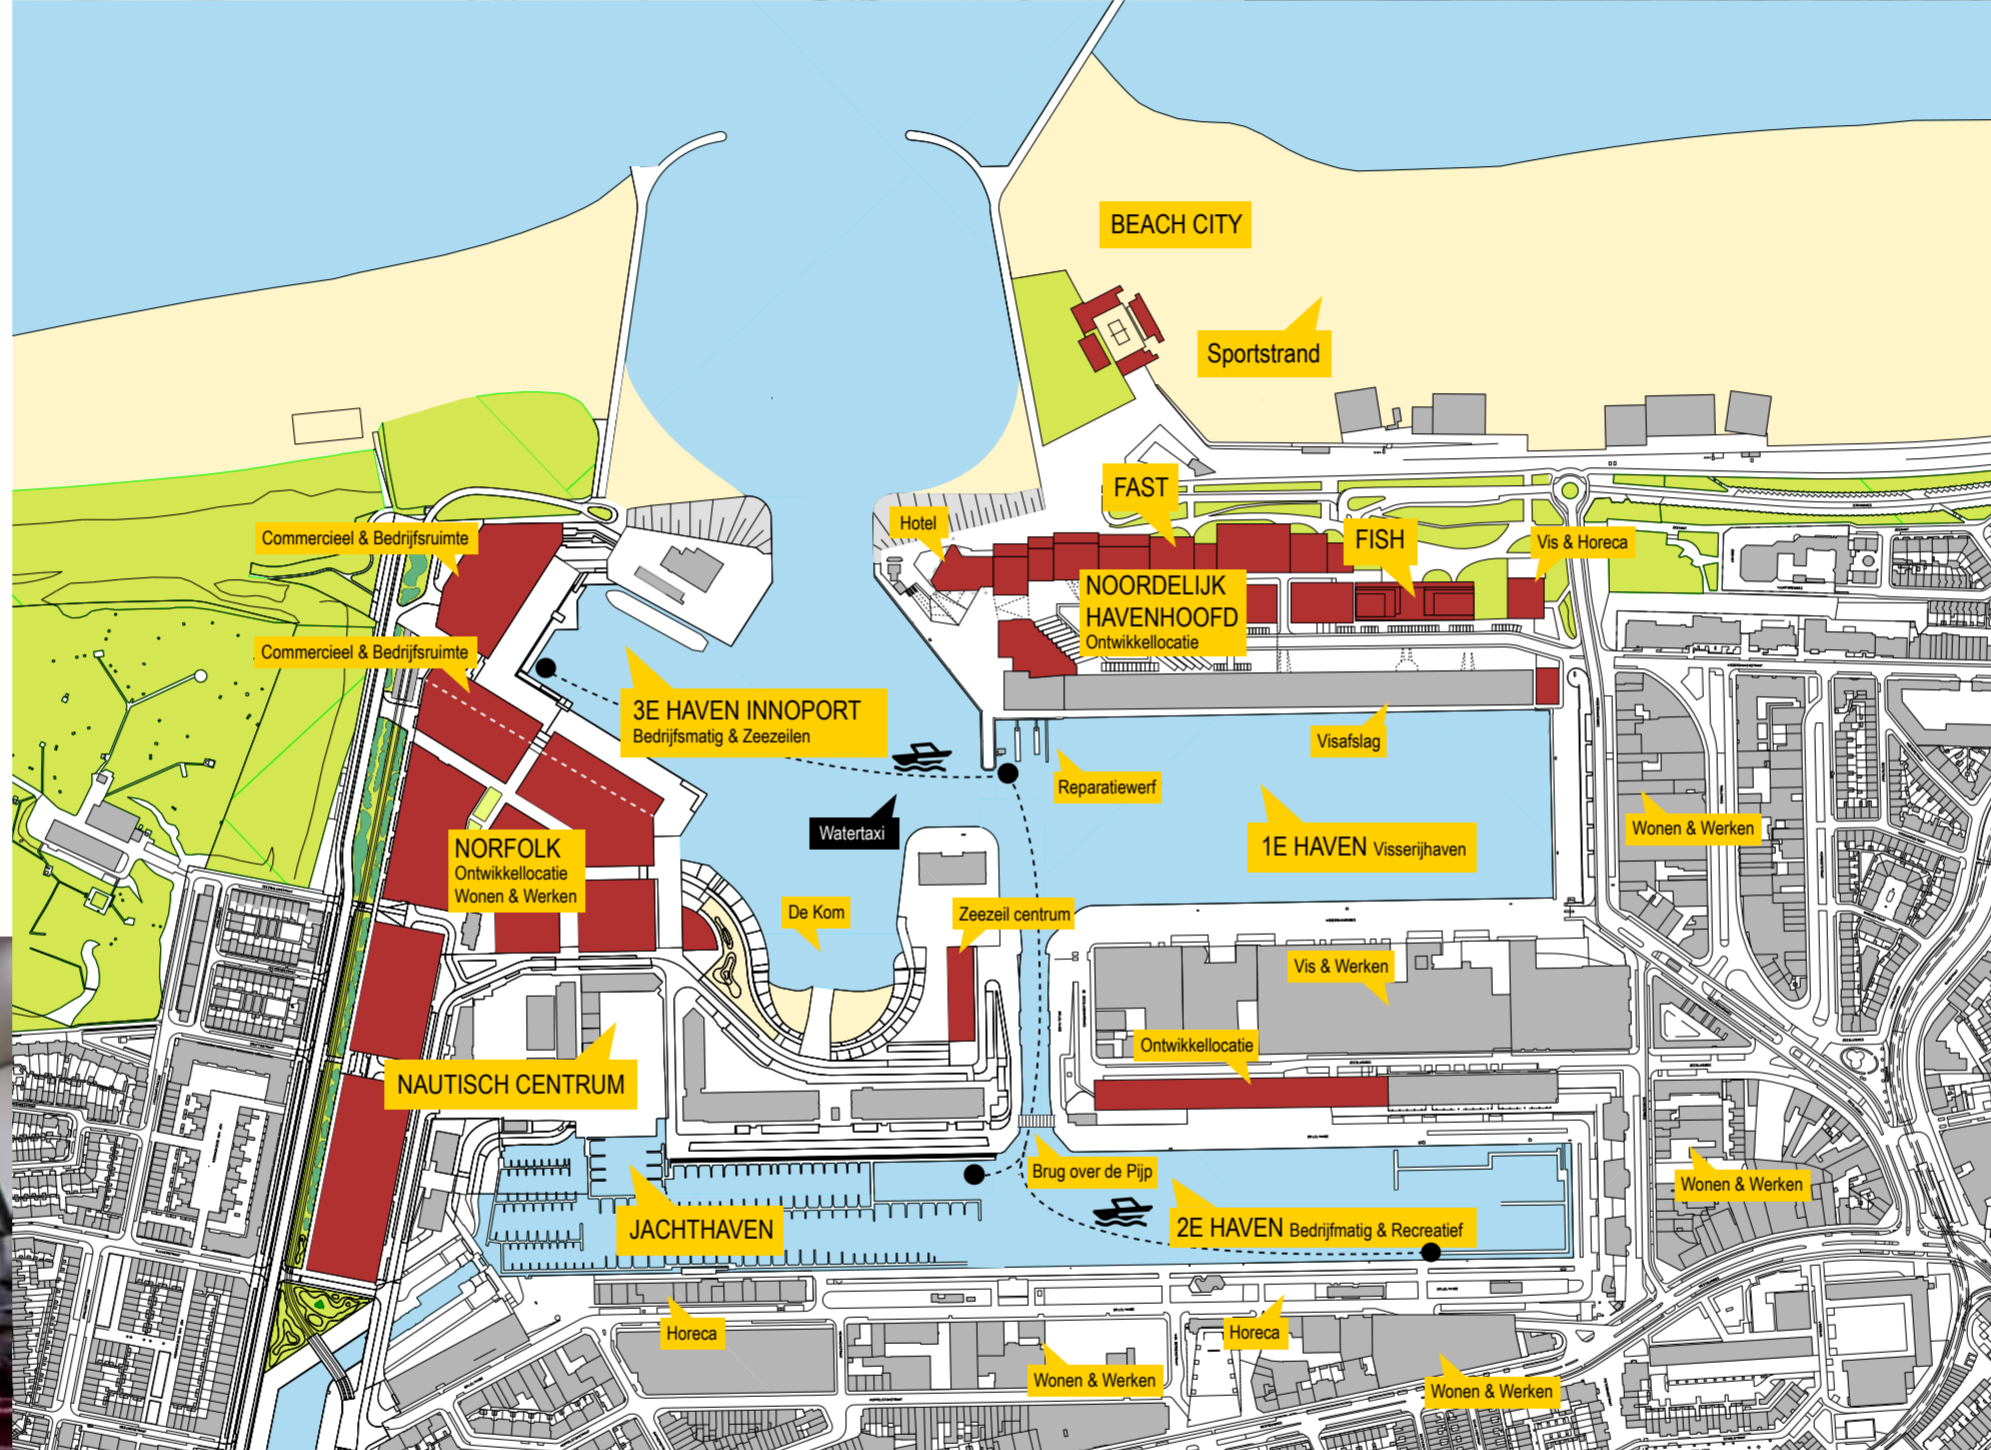 BEACH CITY
Sportstrand
FAST
Hotel
Commercieel & Bedrijfsruimte
FISH
Vis & Horeca
NOORDELIJK
HAVENHOOFD
Ontwikkellocatie
Commercieel & Bedrijfsruimte
3E HAVEN INNOPORT
Bedrijfsmatig & Zeezeilen
Visafslag
Reparatiewerf
Watertaxi
Wonen & Werken
1E HAVEN Visserijhaven
NORFOLK
Ontwikkellocatie
Wonen & Werken
De Kom
Zeezeil centrum
Vis & Werken
Ontwikkellocatie
NAUTISCH CENTRUM
Brug over de Pijp
Wonen & Werken
JACHTHAVEN
2E HAVEN Bedrijfmatig & Recreatief
Horeca
Horeca
Wonen & Werken
Wonen & Werken